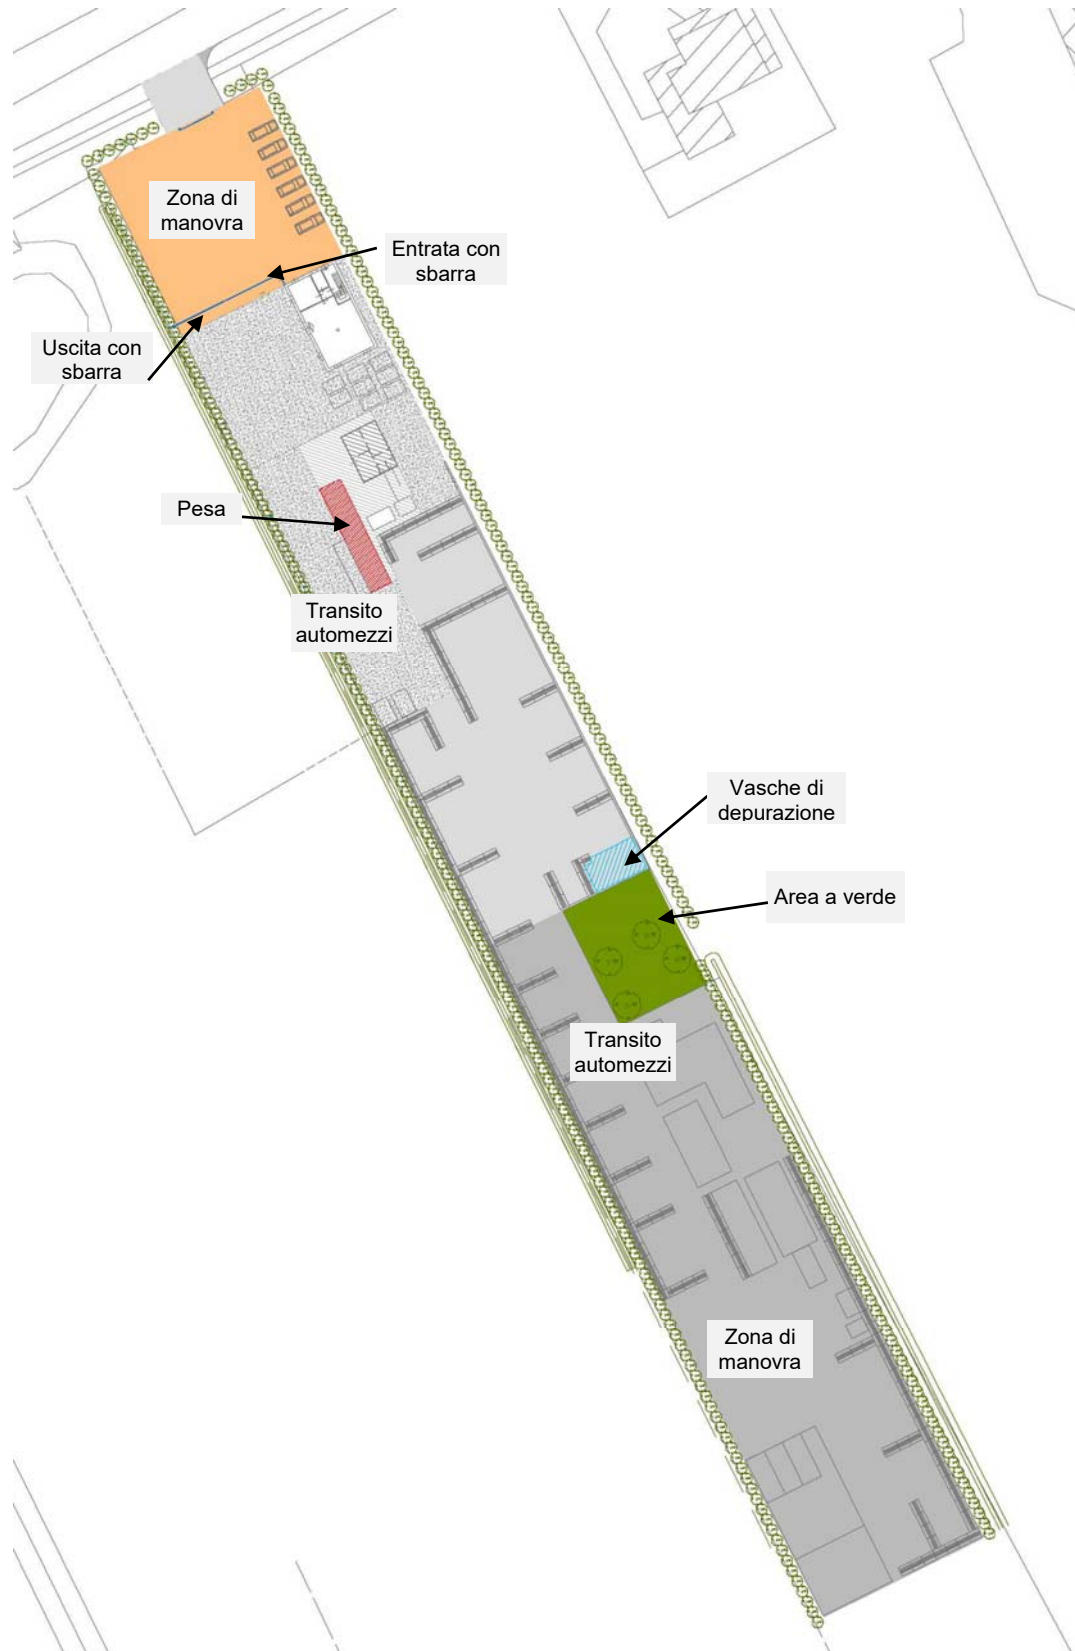 Zona di
manovra
Entrata con
sbarra
Uscita con
sbarra
Pesa
Transito
automezzi
Vasche di
depurazione
Area a verde
Transito
automezzi
Zona di
manovra